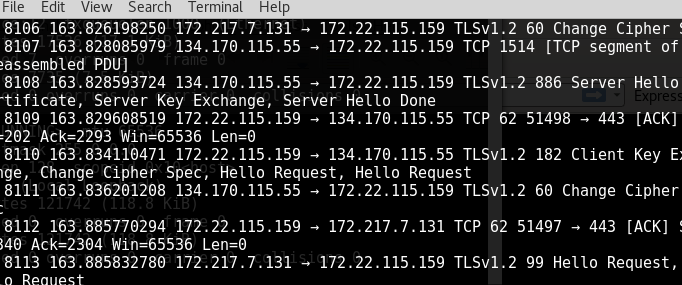 File Edit View Search Terminal Help
8106 163.826198250 172.217.7.131 → 172.22.115.159 TLSv1.2 60 Change Cipher S
8107 163.828085979 134.170.115.55 → 172.22.115.159 TCP 1514 [TCP segment of
eassembled PDU]
8108 163.829523724 134.170.115.55 → 172.22.115.159 TLSv1.2 886 Server Hello
rtificate, Server Key Exchange, Server Hello Done
8109 163.829608519 172.22.115.159 → 134.170.115.55 TCP 62 51498 → 443 [ACK]
=202 Ack=2293 Win=65536 Len=0
8110 163.834110471 172.22.115.159 → 134.170.115.55 TLSv1.2 182 Client Key Ex
nge, Change Cipher Spec, Hello Request, Hello Request
8111 163.836201208 134.170.115.55 → 172.22.115.159 TLSv1.2 60 Change Cipher
c
8112 163.885770294 172.22.115.159 → 172.217.7.131 TCP 62 51497 → 443 [ACK] S
340 Ack=2304 Win=65536 Len=0
8113 163.885832780 172.217.7.131 → 172.22.115.159 TLSv1.2 99 Hello Request,
lo Request
Express